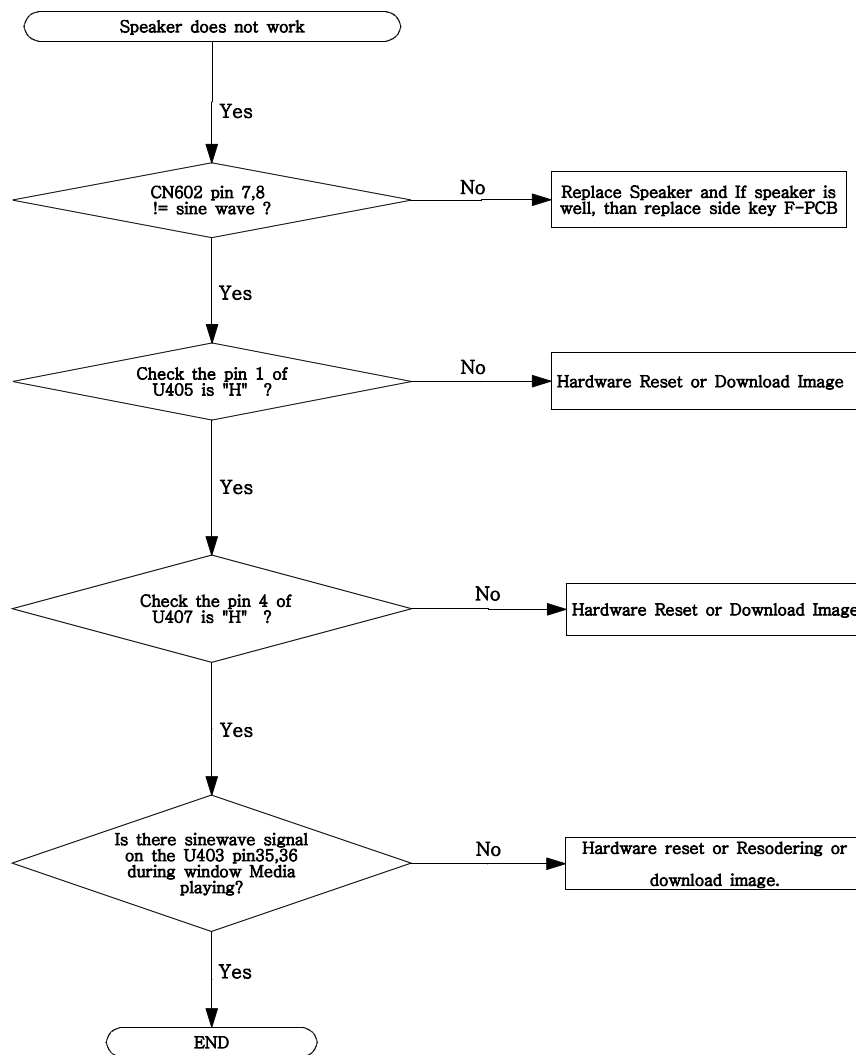 Speaker does not work
Yes
CN602 pin 7,8
!= sine wave ?
No
Replace Speaker and If speaker is
well, than replace side key F-PCB
Yes
Check the pin 1 of
U405 is "H" ?
No
Hardware Reset or Download Image
Yes
Check the pin 4 of
U407 is "H" ?
No
Hardware Reset or Download Image
Yes
Is there sinewave signal
on the U403 pin35,36
during window Media
playing?
No
Hardware reset or Resodering or
download image.
Yes
END